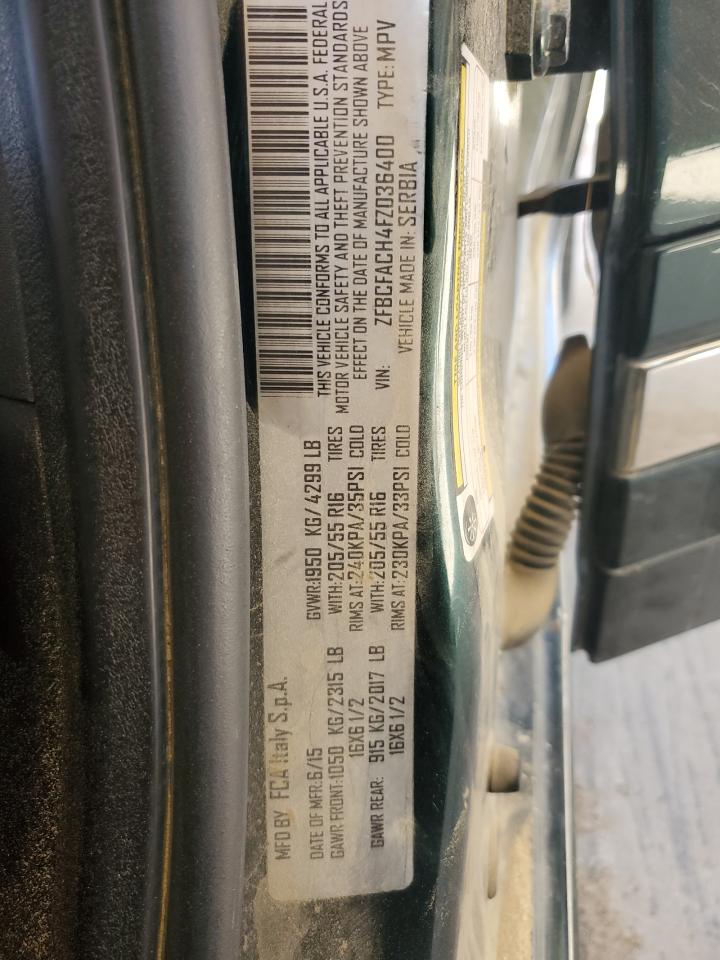 MFD BY FCA Italy S.p.A.
DATE OF MFR: 6/15 GVWR: 1950 KG/ 4299 LB
GAWR FRONT: 1050 KG/2315 LB WITH: 205/55 R16 TIRES
16X6 1/2 RIMS AT: 240KPA/35PSI COLD
GAWR REAR: 915 KG/2017 LB WITH: 205/55 R16 TIRES
16X6 1/2 RIMS AT: 230KPA/33PSI COLD
THIS VEHICLE CONFORMS TO ALL APPLICABLE U.S.A. FEDERAL
MOTOR VEHICLE SAFETY AND THEFT PREVENTION STANDARDS
EFFECT ON THE DATE OF MANUFACTURE SHOWN ABOVE
VIN: ZFBCFACH4FZ036400 TYPE: MPV
VEHICLE MADE IN: SERBIA